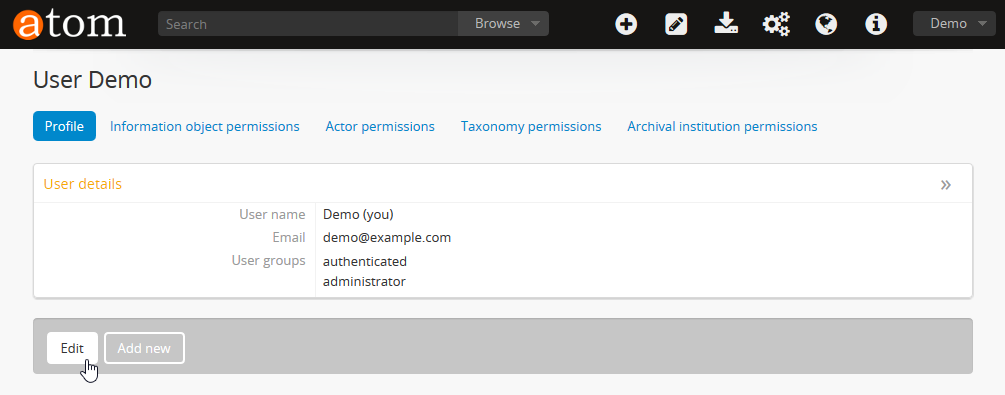 atom Search Browse Demo
User Demo
Profile Information object permissions Actor permissions Taxonomy permissions Archival institution permissions
User details »
User name Demo (you)
Email demo@example.com
User groups authenticated
administrator
Edit Add new